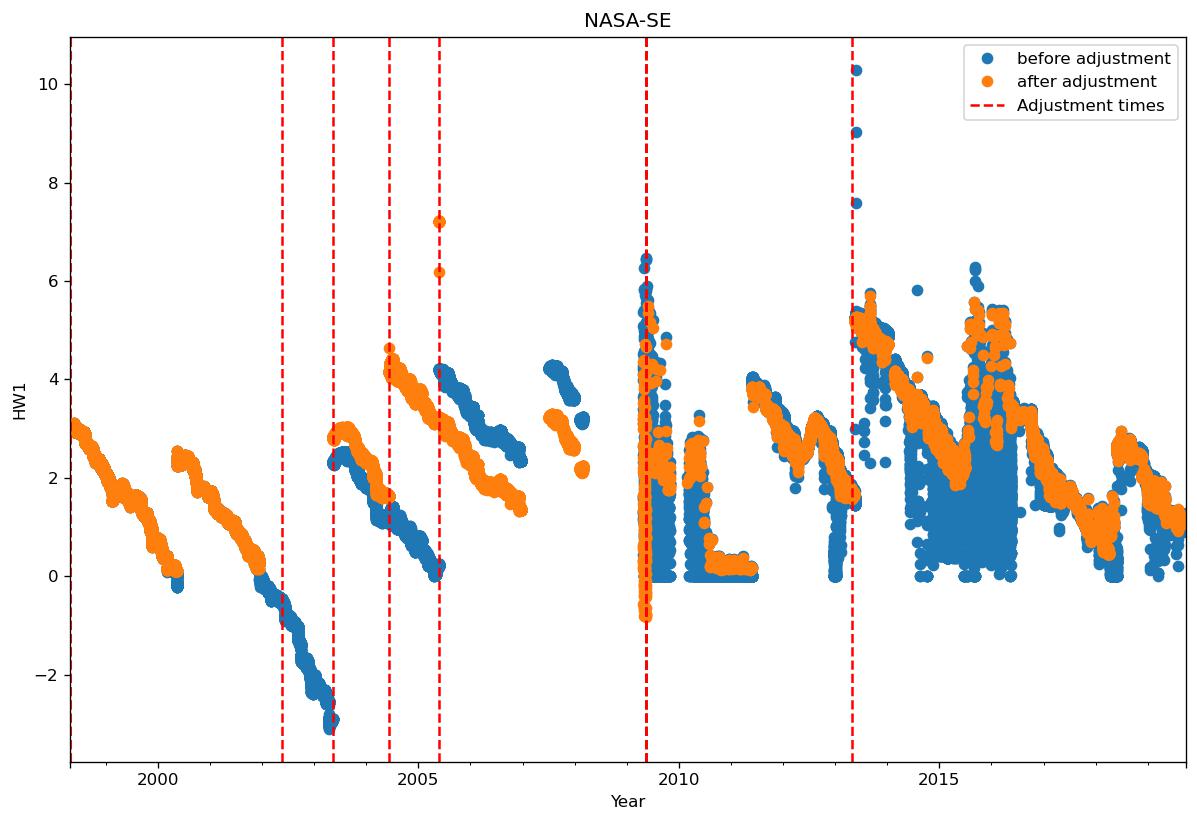 NASA-SE
before adjustment
after adjustment
Adjustment times
HW1
10
8
6
4
2
0
−2
2000
2005
2010
2015
Year